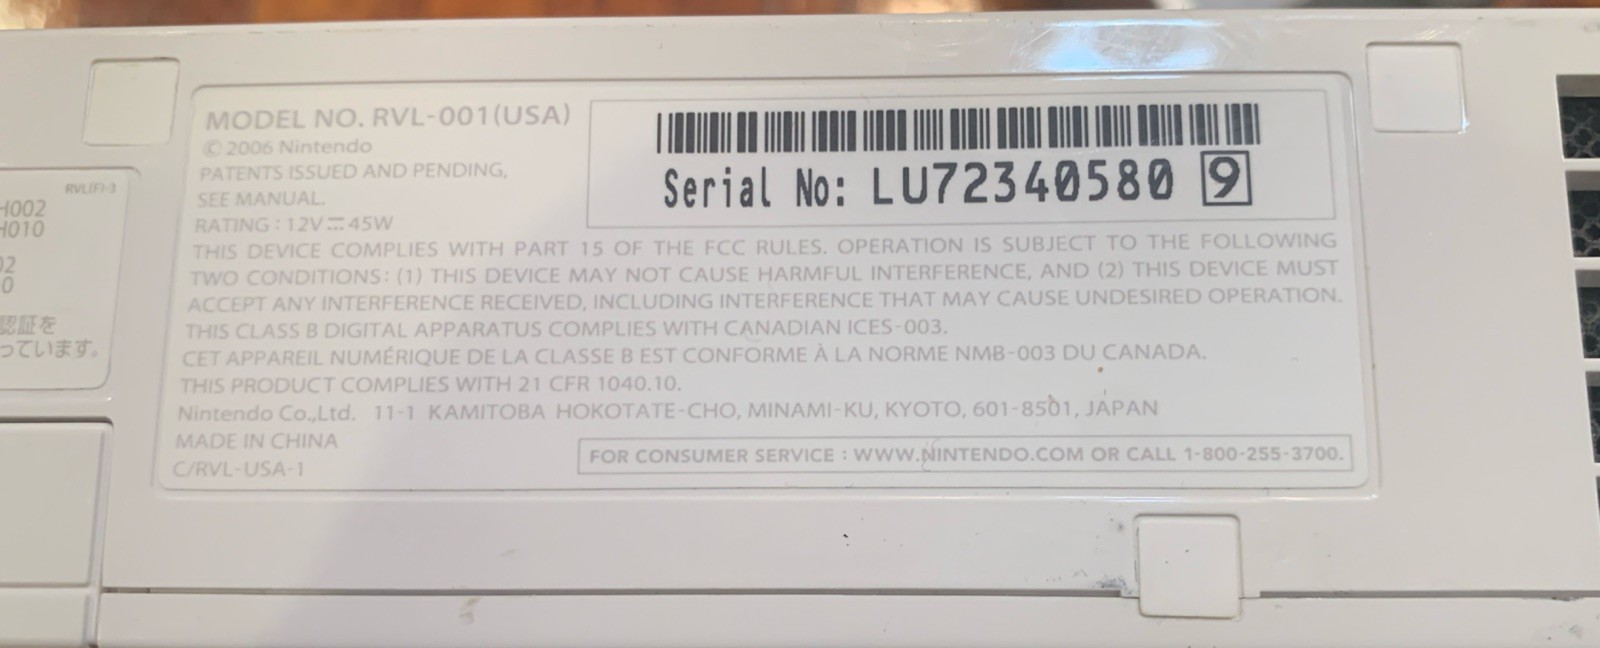 RVL(F)-3
H002
H010
02
0
認証を
っています。
MODEL NO. RVL-001(USA)
© 2006 Nintendo
PATENTS ISSUED AND PENDING,
SEE MANUAL.
RATING : 12V⎓45W
Serial No: LU72340580 9
THIS DEVICE COMPLIES WITH PART 15 OF THE FCC RULES. OPERATION IS SUBJECT TO THE FOLLOWING
TWO CONDITIONS: (1) THIS DEVICE MAY NOT CAUSE HARMFUL INTERFERENCE, AND (2) THIS DEVICE MUST
ACCEPT ANY INTERFERENCE RECEIVED, INCLUDING INTERFERENCE THAT MAY CAUSE UNDESIRED OPERATION.
THIS CLASS B DIGITAL APPARATUS COMPLIES WITH CANADIAN ICES-003.
CET APPAREIL NUMÉRIQUE DE LA CLASSE B EST CONFORME À LA NORME NMB-003 DU CANADA.
THIS PRODUCT COMPLIES WITH 21 CFR 1040.10.
Nintendo Co.,Ltd. 11-1 KAMITOBA HOKOTATE-CHO, MINAMI-KU, KYOTO, 601-8501, JAPAN
MADE IN CHINA
C/RVL-USA-1
FOR CONSUMER SERVICE : WWW.NINTENDO.COM OR CALL 1-800-255-3700.